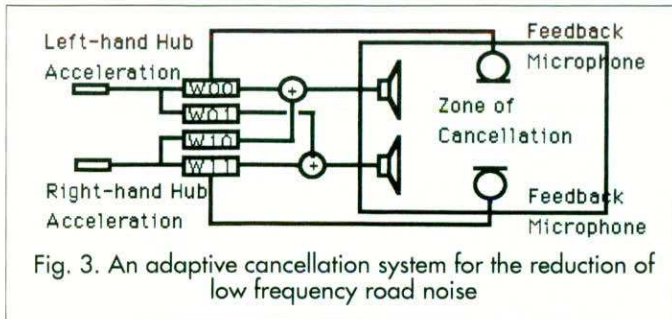 Left-hand Hub
Acceleration
W00
W01
W10
W11
+
+
Right-hand Hub
Acceleration
Feedback
Microphone
Zone of
Cancellation
Feedback
Microphone
Fig. 3. An adaptive cancellation system for the reduction of
low frequency road noise